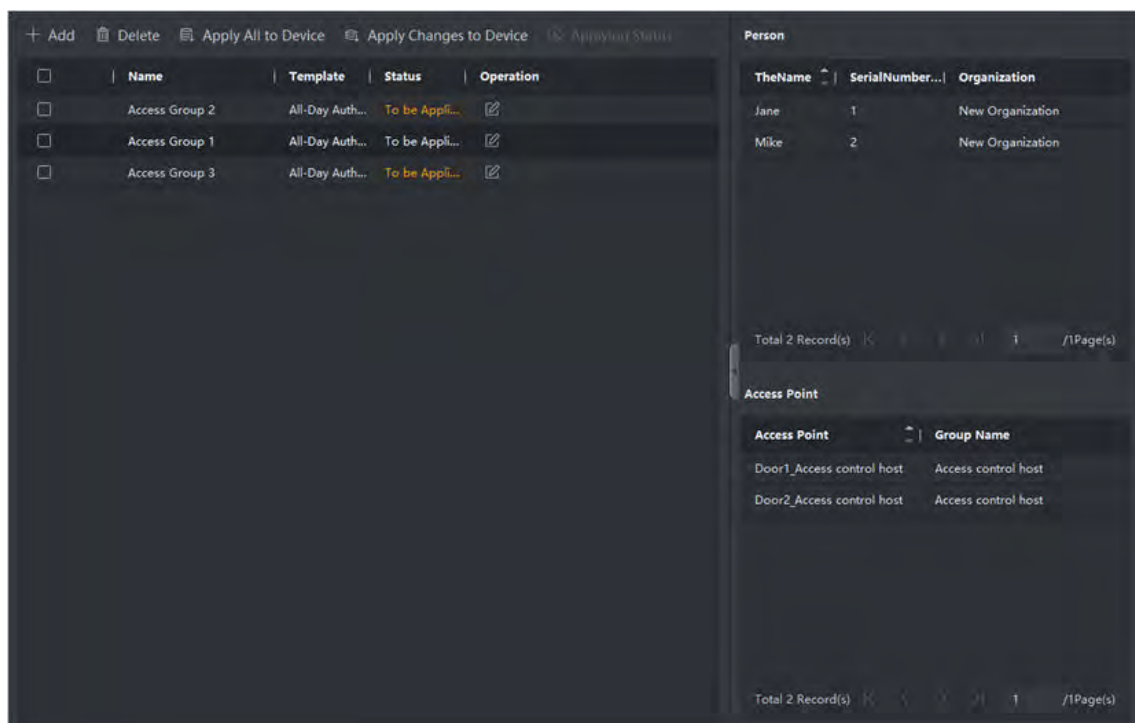 Add Delete Apply All to Device Apply Changes to Device Applying Status
Name Template Status Operation
Access Group 2 All-Day Auth... To be Appli...
Access Group 1 All-Day Auth... To be Appli...
Access Group 3 All-Day Auth... To be Appli...
Person
TheName SerialNumber... Organization
Jane 1 New Organization
Mike 2 New Organization
Total 2 Record(s) 1 /1Page(s)
Access Point
Access Point Group Name
Door1_Access control host Access control host
Door2_Access control host Access control host
Total 2 Record(s) 1 /1Page(s)